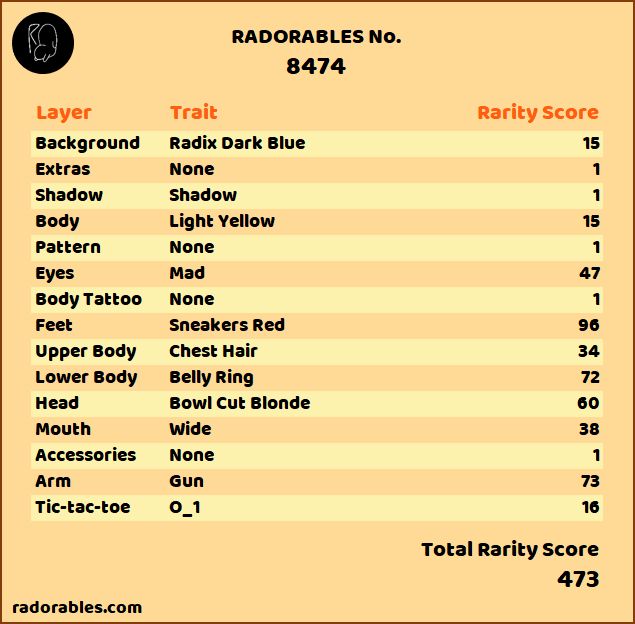 RADORABLES No.
8474
Layer Trait Rarity Score
Background Radix Dark Blue 15
Extras None 1
Shadow Shadow 1
Body Light Yellow 15
Pattern None 1
Eyes Mad 47
Body Tattoo None 1
Feet Sneakers Red 96
Upper Body Chest Hair 34
Lower Body Belly Ring 72
Head Bowl Cut Blonde 60
Mouth Wide 38
Accessories None 1
Arm Gun 73
Tic-tac-toe O_1 16
Total Rarity Score
473
radorables.com